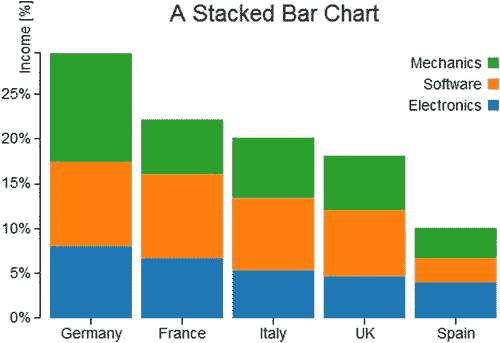 A Stacked Bar Chart
Income [%]
Mechanics
Software
Electronics
25%
20%
15%
10%
5%
0%
Germany France Italy UK Spain